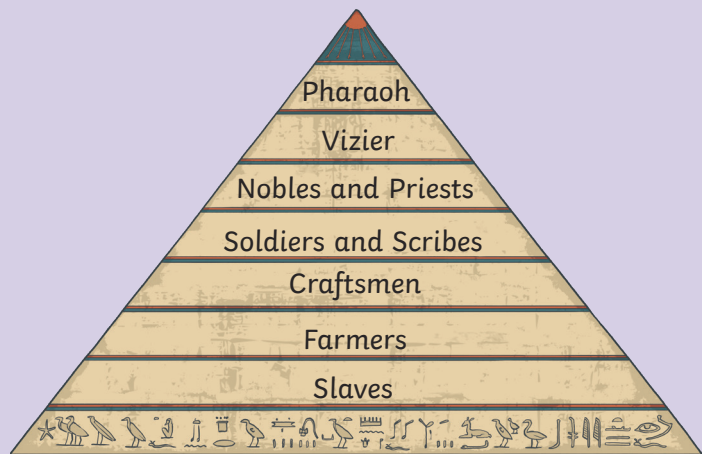 Pharaoh
Vizier
Nobles and Priests
Soldiers and Scribes
Craftsmen
Farmers
Slaves